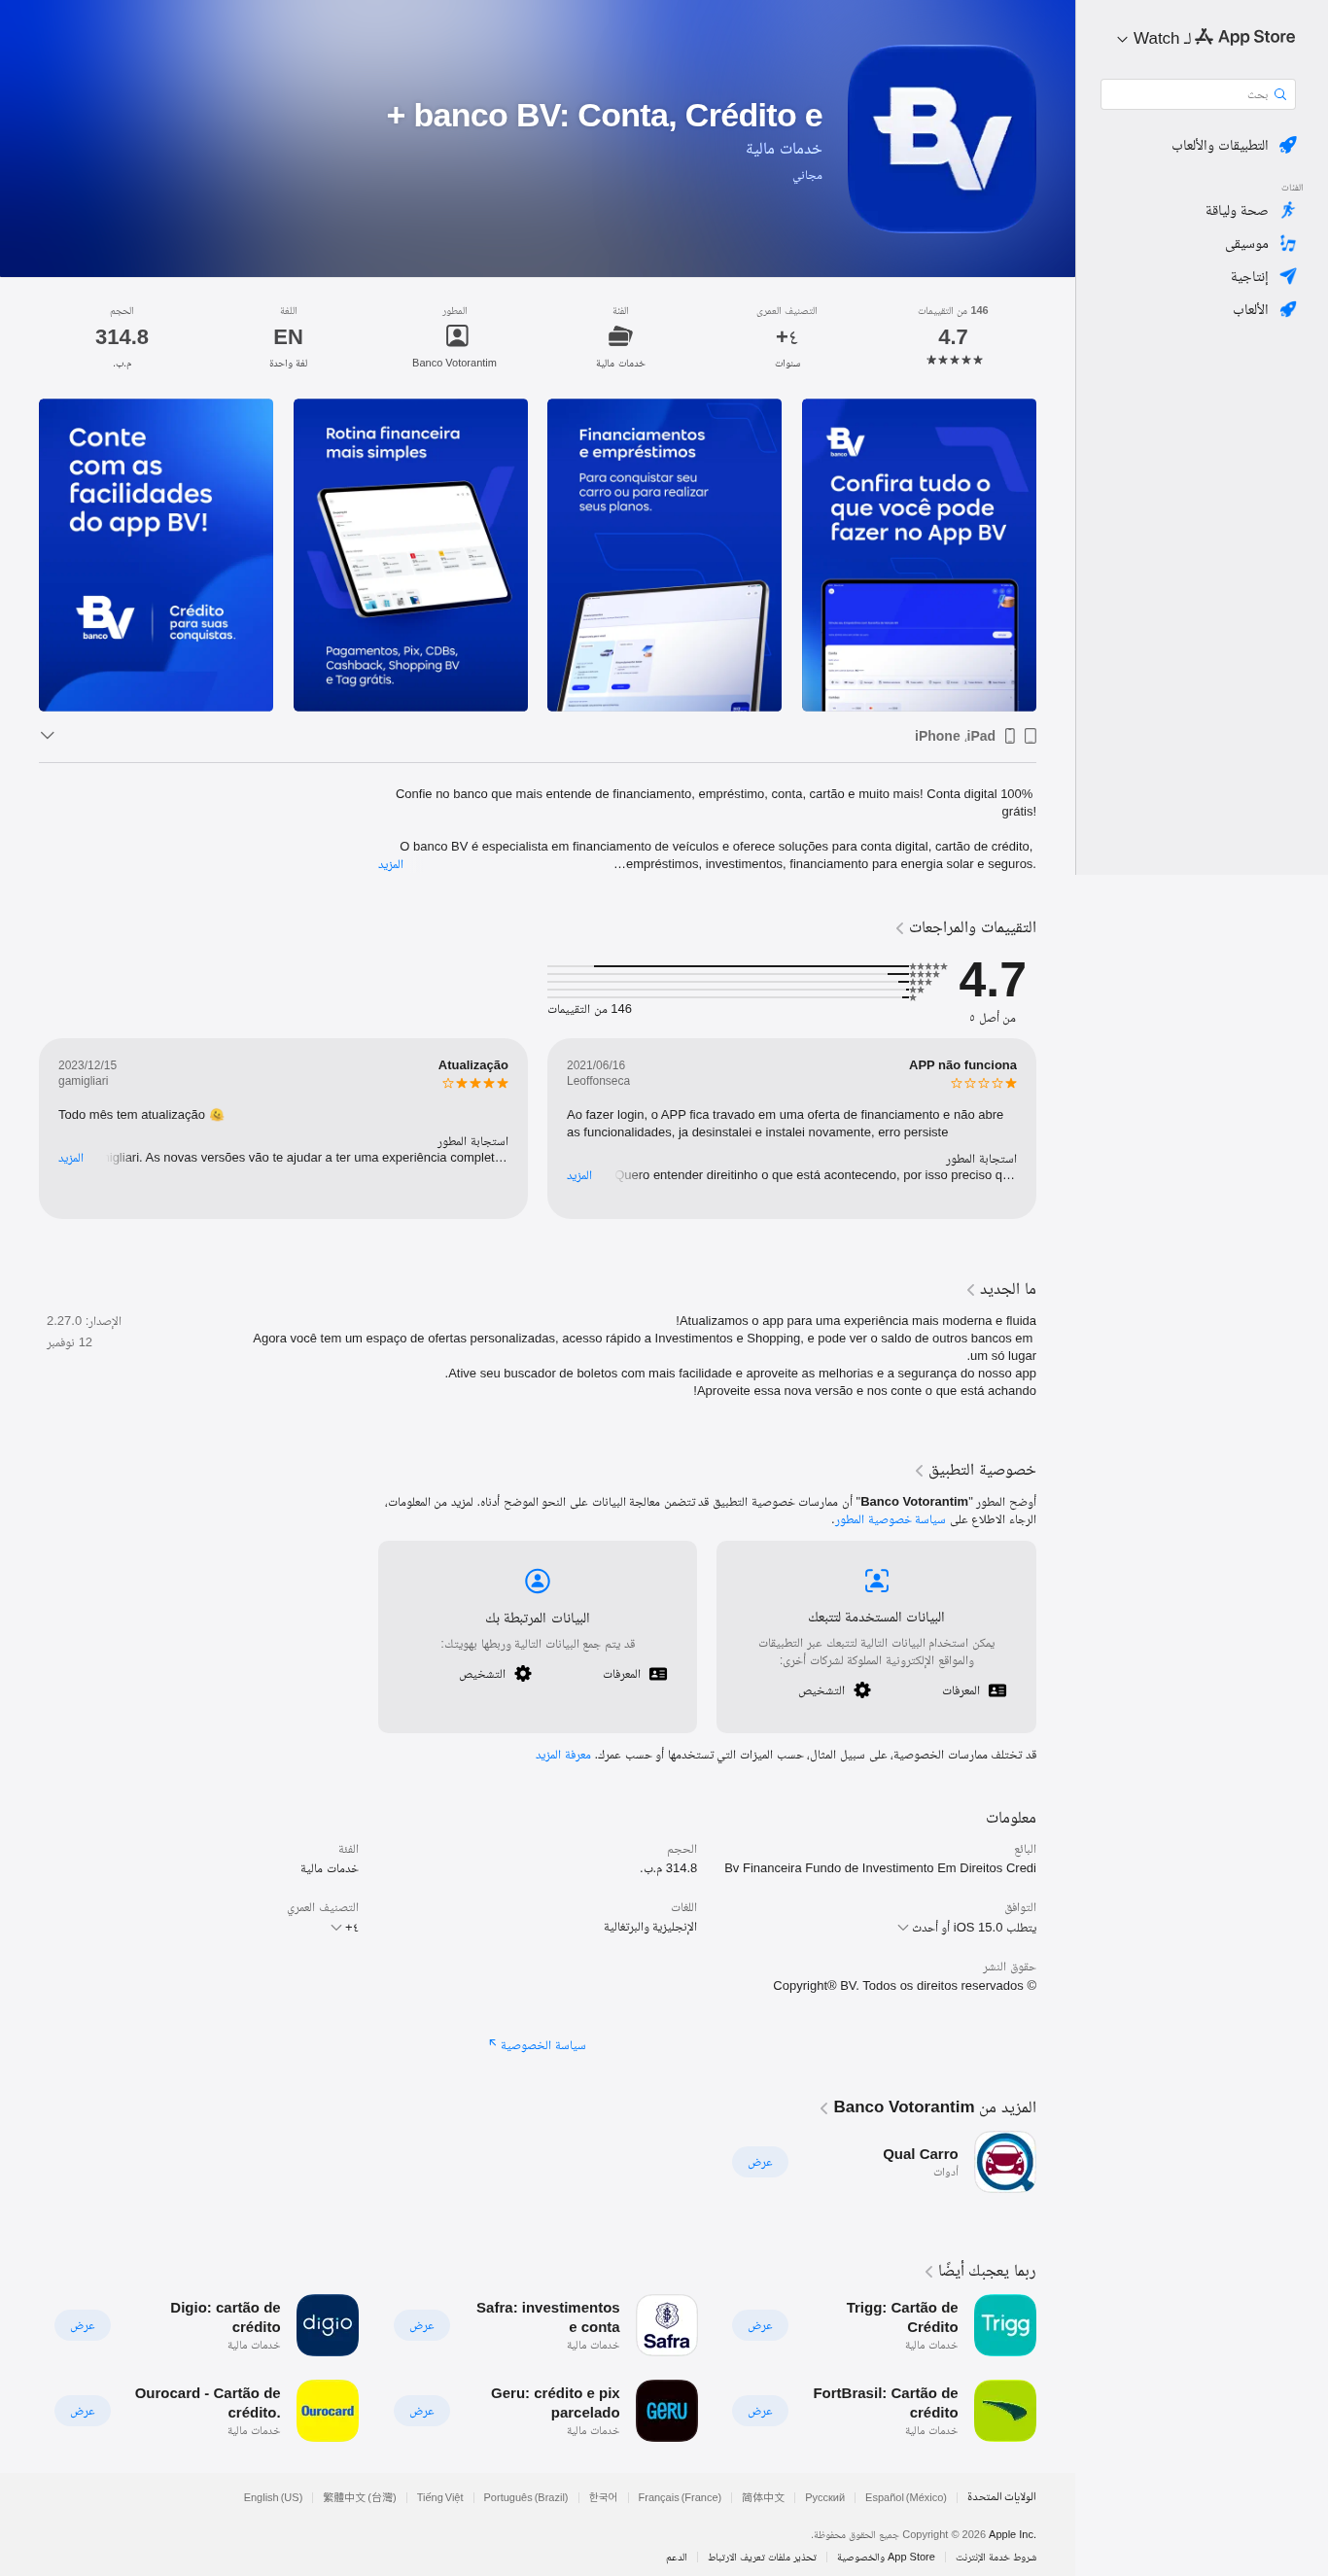 App Store لـ Watch
بحث
التطبيقات والألعاب
الفئات
صحة ولياقة
موسيقى
إنتاجية
الألعاب
BV
banco BV: Conta, Crédito e +
خدمات مالية
مجاني
146 من التقييمات
4.7
★★★★★
التصنيف العمري
٤+
سنوات
الفئة
خدمات مالية
المطور
Banco Votorantim
اللغة
EN
لغة واحدة
الحجم
314.8
م.ب.
BV
banco
Confira tudo o
que você pode
fazer no App BV
Financiamentos
e empréstimos
Para conquistar seu
carro ou para realizar
seus planos.
Rotina financeira
mais simples
Pagamentos, Pix, CDBs,
Cashback, Shopping BV
e Tag grátis.
Conte
com as
facilidades
do app BV!
BV
banco
Crédito
para suas
conquistas.
iPhone ,iPad
Confie no banco que mais entende de financiamento, empréstimo, conta, cartão e muito mais! Conta digital 100%
grátis!
O banco BV é especialista em financiamento de veículos e oferece soluções para conta digital, cartão de crédito,
empréstimos, investimentos, financiamento para energia solar e seguros.…
المزيد
التقييمات والمراجعات
4.7
من أصل ٥
146 من التقييمات
APP não funciona
2021/06/16
Leoffonseca
Ao fazer login, o APP fica travado em uma oferta de financiamento e não abre
as funcionalidades, ja desinstalei e instalei novamente, erro persiste
استجابة المطور
Quero entender direitinho o que está acontecendo, por isso preciso q…
المزيد
Atualização
2023/12/15
gamigliari
Todo mês tem atualização 🫠
استجابة المطور
igliari. As novas versões vão te ajudar a ter uma experiência complet…
المزيد
ما الجديد
Atualizamos o app para uma experiência mais moderna e fluida!
Agora você tem um espaço de ofertas personalizadas, acesso rápido a Investimentos e Shopping, e pode ver o saldo de outros bancos em
um só lugar.
Ative seu buscador de boletos com mais facilidade e aproveite as melhorias e a segurança do nosso app.
Aproveite essa nova versão e nos conte o que está achando!
الإصدار: 2.27.0
12 نوفمبر
خصوصية التطبيق
أوضح المطور "Banco Votorantim" أن ممارسات خصوصية التطبيق قد تتضمن معالجة البيانات على النحو الموضح أدناه. لمزيد من المعلومات،
الرجاء الاطلاع على سياسة خصوصية المطور.
البيانات المستخدمة لتتبعك
يمكن استخدام البيانات التالية لتتبعك عبر التطبيقات
والمواقع الإلكترونية المملوكة لشركات أخرى:
المعرفات
التشخيص
البيانات المرتبطة بك
قد يتم جمع البيانات التالية وربطها بهويتك:
المعرفات
التشخيص
قد تختلف ممارسات الخصوصية، على سبيل المثال، حسب الميزات التي تستخدمها أو حسب عمرك. معرفة المزيد
معلومات
البائع
Bv Financeira Fundo de Investimento Em Direitos Credi
الحجم
314.8 م.ب.
الفئة
خدمات مالية
التوافق
يتطلب iOS 15.0 أو أحدث
اللغات
الإنجليزية والبرتغالية
التصنيف العمري
٤+
حقوق النشر
© Copyright® BV. Todos os direitos reservados
سياسة الخصوصية
المزيد من Banco Votorantim
Qual Carro
أدوات
عرض
ربما يعجبك أيضًا
Trigg
Trigg: Cartão de
Crédito
خدمات مالية
عرض
Safra
Safra: investimentos
e conta
خدمات مالية
عرض
digio
Digio: cartão de
crédito
خدمات مالية
عرض
FortBrasil: Cartão de
crédito
خدمات مالية
عرض
GERU
Geru: crédito e pix
parcelado
خدمات مالية
عرض
Ourocard
Ourocard - Cartão de
crédito.
خدمات مالية
عرض
الولايات المتحدة Español (México) Русский 简体中文 Français (France) 한국어 Português (Brazil) Tiếng Việt 繁體中文 (台灣) English (US)
Copyright © 2026 Apple Inc. جميع الحقوق محفوظة.
شروط خدمة الإنترنت App Store والخصوصية تحذير ملفات تعريف الارتباط الدعم